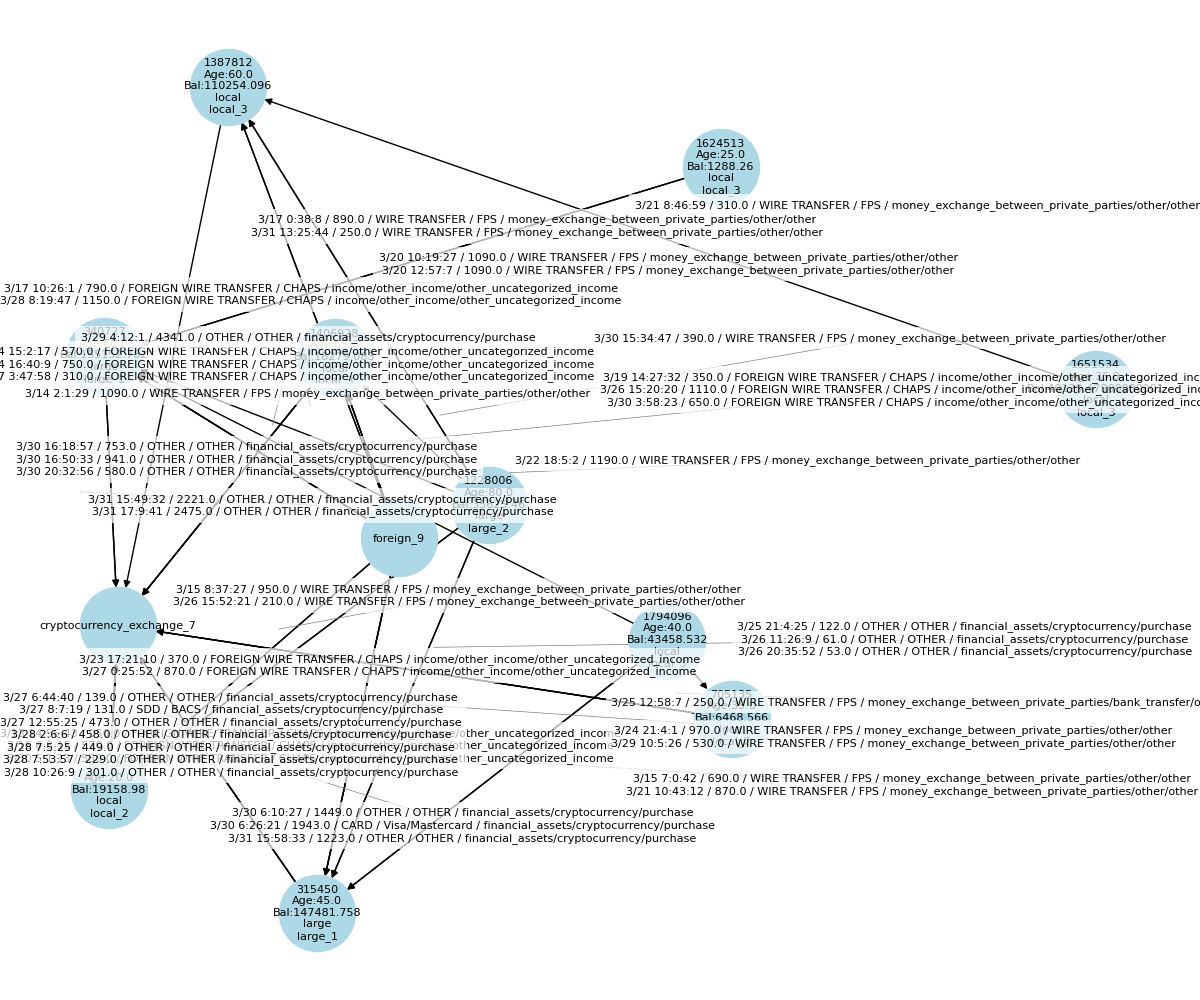 1387812
Age:60.0
Bal:110254.096
local
local_3
1624513
Age:25.0
Bal:1288.26
local
local_3
3/21 8:46:59 / 310.0 / WIRE TRANSFER / FPS / money_exchange_between_private_parties/other/other
3/17 0:38:8 / 890.0 / WIRE TRANSFER / FPS / money_exchange_between_private_parties/other/other
3/31 13:25:44 / 250.0 / WIRE TRANSFER / FPS / money_exchange_between_private_parties/other/other
3/20 10:19:27 / 1090.0 / WIRE TRANSFER / FPS / money_exchange_between_private_parties/other/other
3/20 12:57:7 / 1090.0 / WIRE TRANSFER / FPS / money_exchange_between_private_parties/other/other
3/17 10:26:1 / 790.0 / FOREIGN WIRE TRANSFER / CHAPS / income/other_income/other_uncategorized_income
3/28 8:19:47 / 1150.0 / FOREIGN WIRE TRANSFER / CHAPS / income/other_income/other_uncategorized_income
340727
1406928
3/29 4:12:1 / 4341.0 / OTHER / OTHER / financial_assets/cryptocurrency/purchase
3/30 15:34:47 / 390.0 / WIRE TRANSFER / FPS / money_exchange_between_private_parties/other/other
4 15:2:17 / 570.0 / FOREIGN WIRE TRANSFER / CHAPS / income/other_income/other_uncategorized_income
4 16:40:9 / 750.0 / FOREIGN WIRE TRANSFER / CHAPS / income/other_income/other_uncategorized_income
7 3:47:58 / 310.0 / FOREIGN WIRE TRANSFER / CHAPS / income/other_income/other_uncategorized_income
1651534
3/19 14:27:32 / 350.0 / FOREIGN WIRE TRANSFER / CHAPS / income/other_income/other_uncategorized_inc
3/26 15:20:20 / 1110.0 / FOREIGN WIRE TRANSFER / CHAPS / income/other_income/other_uncategorized_inc
3/30 3:58:23 / 650.0 / FOREIGN WIRE TRANSFER / CHAPS / income/other_income/other_uncategorized_inc
local_3
3/14 2:1:29 / 1090.0 / WIRE TRANSFER / FPS / money_exchange_between_private_parties/other/other
3/30 16:18:57 / 753.0 / OTHER / OTHER / financial_assets/cryptocurrency/purchase
3/30 16:50:33 / 941.0 / OTHER / OTHER / financial_assets/cryptocurrency/purchase
3/30 20:32:56 / 580.0 / OTHER / OTHER / financial_assets/cryptocurrency/purchase
3/22 18:5:2 / 1190.0 / WIRE TRANSFER / FPS / money_exchange_between_private_parties/other/other
1228006
Age:80.0
large
large_2
3/31 15:49:32 / 2221.0 / OTHER / OTHER / financial_assets/cryptocurrency/purchase
3/31 17:9:41 / 2475.0 / OTHER / OTHER / financial_assets/cryptocurrency/purchase
foreign_9
3/15 8:37:27 / 950.0 / WIRE TRANSFER / FPS / money_exchange_between_private_parties/other/other
3/26 15:52:21 / 210.0 / WIRE TRANSFER / FPS / money_exchange_between_private_parties/other/other
cryptocurrency_exchange_7
1794096
Age:40.0
Bal:43458.532
local
3/25 21:4:25 / 122.0 / OTHER / OTHER / financial_assets/cryptocurrency/purchase
3/26 11:26:9 / 61.0 / OTHER / OTHER / financial_assets/cryptocurrency/purchase
3/26 20:35:52 / 53.0 / OTHER / OTHER / financial_assets/cryptocurrency/purchase
3/23 17:21:10 / 370.0 / FOREIGN WIRE TRANSFER / CHAPS / income/other_income/other_uncategorized_income
3/27 0:25:52 / 870.0 / FOREIGN WIRE TRANSFER / CHAPS / income/other_income/other_uncategorized_income
705135
3/25 12:58:7 / 250.0 / WIRE TRANSFER / FPS / money_exchange_between_private_parties/bank_transfer/o
Bal:6468.566
3/24 21:4:1 / 970.0 / WIRE TRANSFER / FPS / money_exchange_between_private_parties/other/other
3/29 10:5:26 / 530.0 / WIRE TRANSFER / FPS / money_exchange_between_private_parties/other/other
3/27 6:44:40 / 139.0 / OTHER / OTHER / financial_assets/cryptocurrency/purchase
3/27 8:7:19 / 131.0 / SDD / BACS / financial_assets/cryptocurrency/purchase
3/27 12:55:25 / 473.0 / OTHER / OTHER / financial_assets/cryptocurrency/purchase
3/28 2:6:6 / 458.0 / OTHER / OTHER / financial_assets/cryptocurrency/purchase
3/28 7:5:25 / 449.0 / OTHER / OTHER / financial_assets/cryptocurrency/purchase
3/28 7:53:57 / 229.0 / OTHER / OTHER / financial_assets/cryptocurrency/purchase
3/28 10:26:9 / 301.0 / OTHER / OTHER / financial_assets/cryptocurrency/purchase
Age:20.0
Bal:19158.98
local
local_2
3/15 7:0:42 / 690.0 / WIRE TRANSFER / FPS / money_exchange_between_private_parties/other/other
3/21 10:43:12 / 870.0 / WIRE TRANSFER / FPS / money_exchange_between_private_parties/other/other
3/30 6:10:27 / 1449.0 / OTHER / OTHER / financial_assets/cryptocurrency/purchase
3/30 6:26:21 / 1943.0 / CARD / Visa/Mastercard / financial_assets/cryptocurrency/purchase
3/31 15:58:33 / 1223.0 / OTHER / OTHER / financial_assets/cryptocurrency/purchase
315450
Age:45.0
Bal:147481.758
large
large_1